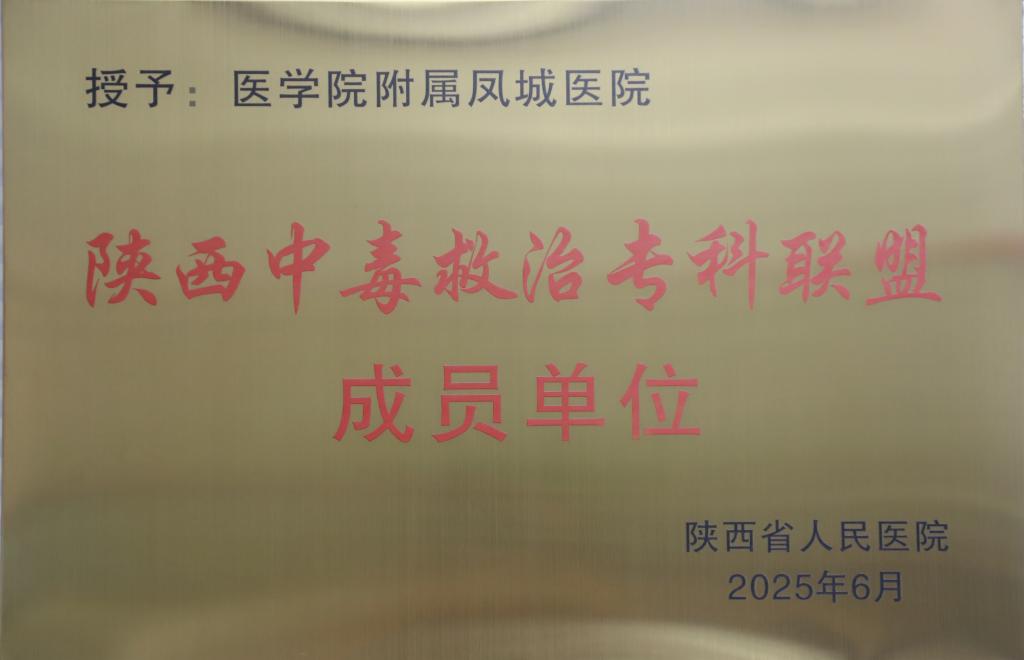 授予：医学院附属凤城医院
陕西中毒救治专科联盟
成员单位
陕西省人民医院
2025年6月